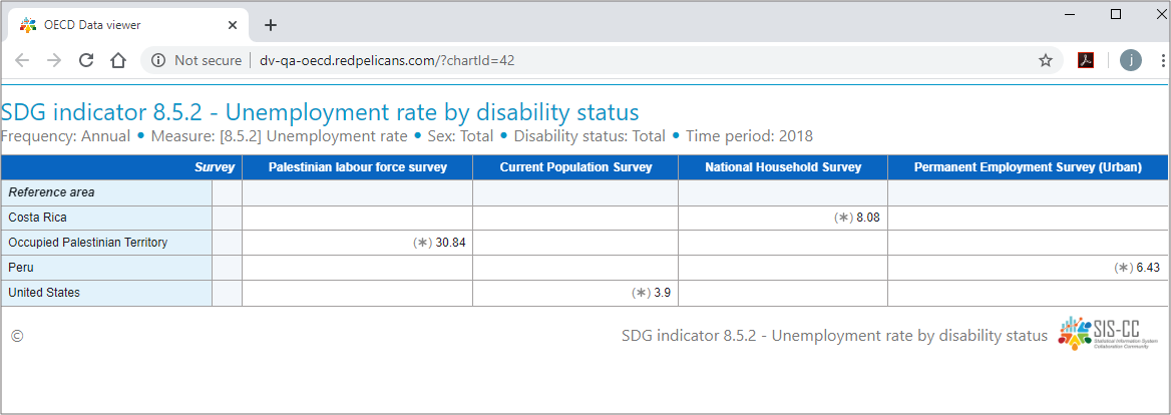 OECD Data viewer
Not secure | dv-qa-oecd.redpelicans.com/?chartId=42
j
SDG indicator 8.5.2 - Unemployment rate by disability status
Frequency: Annual • Measure: [8.5.2] Unemployment rate • Sex: Total • Disability status: Total • Time period: 2018
Survey Palestinian labour force survey Current Population Survey National Household Survey Permanent Employment Survey (Urban)
Reference area
Costa Rica (∗) 8.08
Occupied Palestinian Territory (∗) 30.84
Peru (∗) 6.43
United States (∗) 3.9
© SDG indicator 8.5.2 - Unemployment rate by disability status SIS-CC
Statistical Information System
Collaboration Community